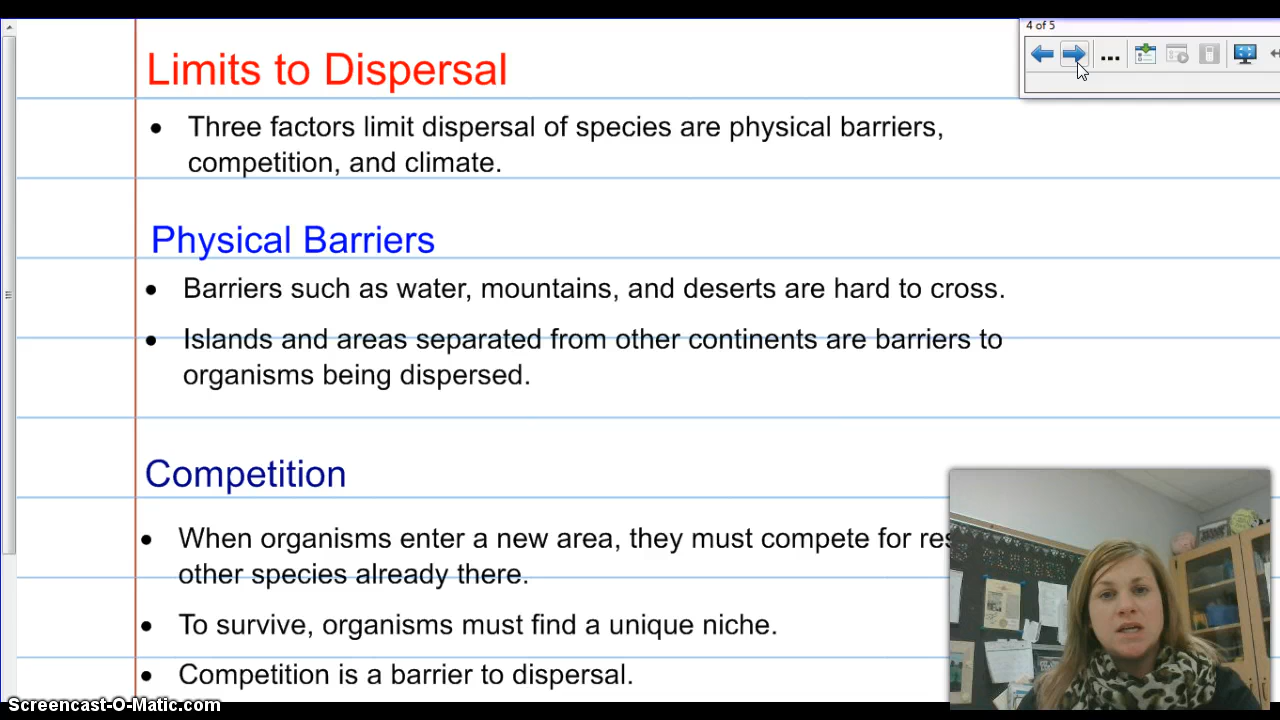 4 of 5
Limits to Dispersal
• Three factors limit dispersal of species are physical barriers,
competition, and climate.
Physical Barriers
• Barriers such as water, mountains, and deserts are hard to cross.
• Islands and areas separated from other continents are barriers to
organisms being dispersed.
Competition
• When organisms enter a new area, they must compete for res
other species already there.
• To survive, organisms must find a unique niche.
• Competition is a barrier to dispersal.
Screencast-O-Matic.com